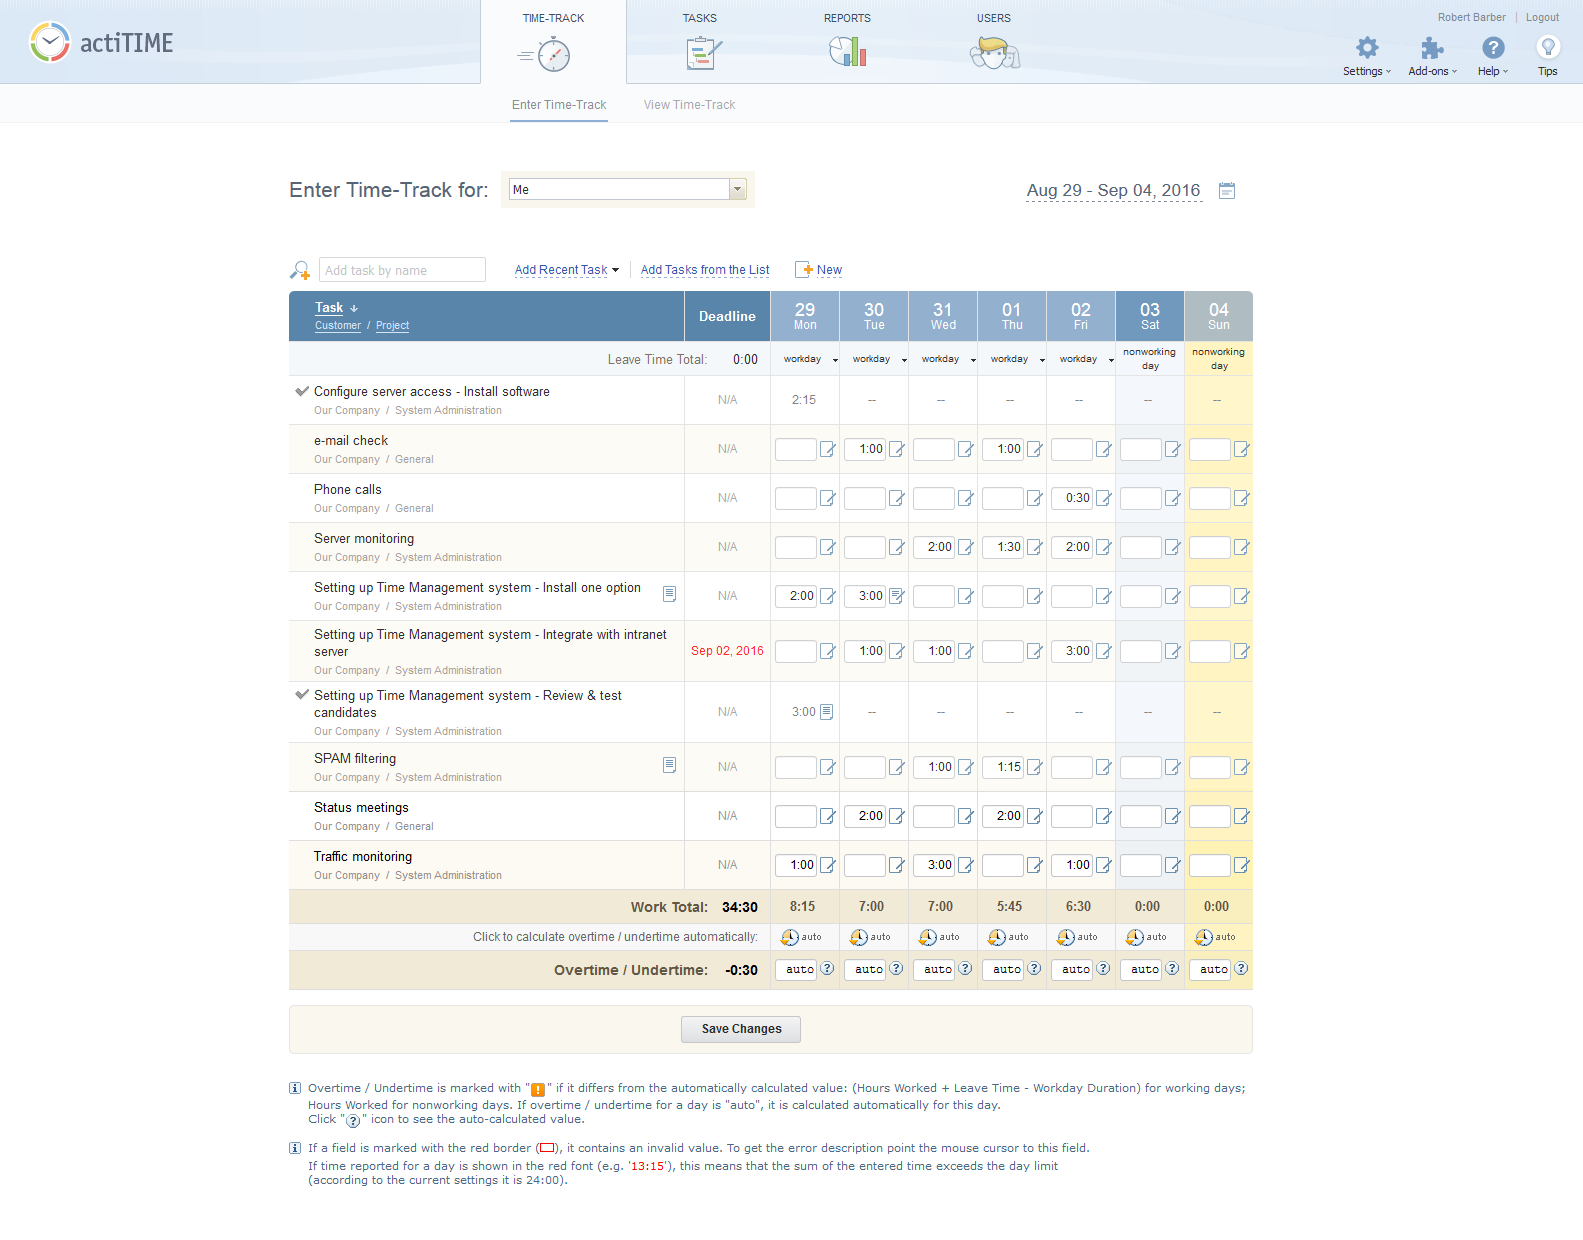 actiTIME
TIME-TRACK
TASKS
REPORTS
USERS
Robert Barber | Logout
Settings
Add-ons
Help
Tips
Enter Time-Track
View Time-Track
Enter Time-Track for:
Me
Aug 29 - Sep 04, 2016
Add task by name
Add Recent Task
Add Tasks from the List
New
Task ↓
Customer / Project
Deadline
29 Mon
30 Tue
31 Wed
01 Thu
02 Fri
03 Sat
04 Sun
Leave Time Total: 0:00 workday workday workday workday workday nonworking day nonworking day
Configure server access - Install software
Our Company / System Administration
N/A 2:15 -- -- -- -- -- --
e-mail check
Our Company / General
N/A 1:00 1:00
Phone calls
Our Company / General
N/A 0:30
Server monitoring
Our Company / System Administration
N/A 2:00 1:30 2:00
Setting up Time Management system - Install one option
Our Company / System Administration
N/A 2:00 3:00
Setting up Time Management system - Integrate with intranet
server
Our Company / System Administration
Sep 02, 2016 1:00 1:00 3:00
Setting up Time Management system - Review & test
candidates
Our Company / System Administration
N/A 3:00 -- -- -- -- -- --
SPAM filtering
Our Company / System Administration
N/A 1:00 1:15
Status meetings
Our Company / General
N/A 2:00 2:00
Traffic monitoring
Our Company / System Administration
N/A 1:00 3:00 1:00
Work Total: 34:30 8:15 7:00 7:00 5:45 6:30 0:00 0:00
Click to calculate overtime / undertime automatically: auto auto auto auto auto auto auto
Overtime / Undertime: -0:30 auto ? auto ? auto ? auto ? auto ? auto ? auto ?
Save Changes
Overtime / Undertime is marked with "!" if it differs from the automatically calculated value: (Hours Worked + Leave Time - Workday Duration) for working days;
Hours Worked for nonworking days. If overtime / undertime for a day is "auto", it is calculated automatically for this day.
Click "?" icon to see the auto-calculated value.
If a field is marked with the red border ( ), it contains an invalid value. To get the error description point the mouse cursor to this field.
If time reported for a day is shown in the red font (e.g. '13:15'), this means that the sum of the entered time exceeds the day limit
(according to the current settings it is 24:00).